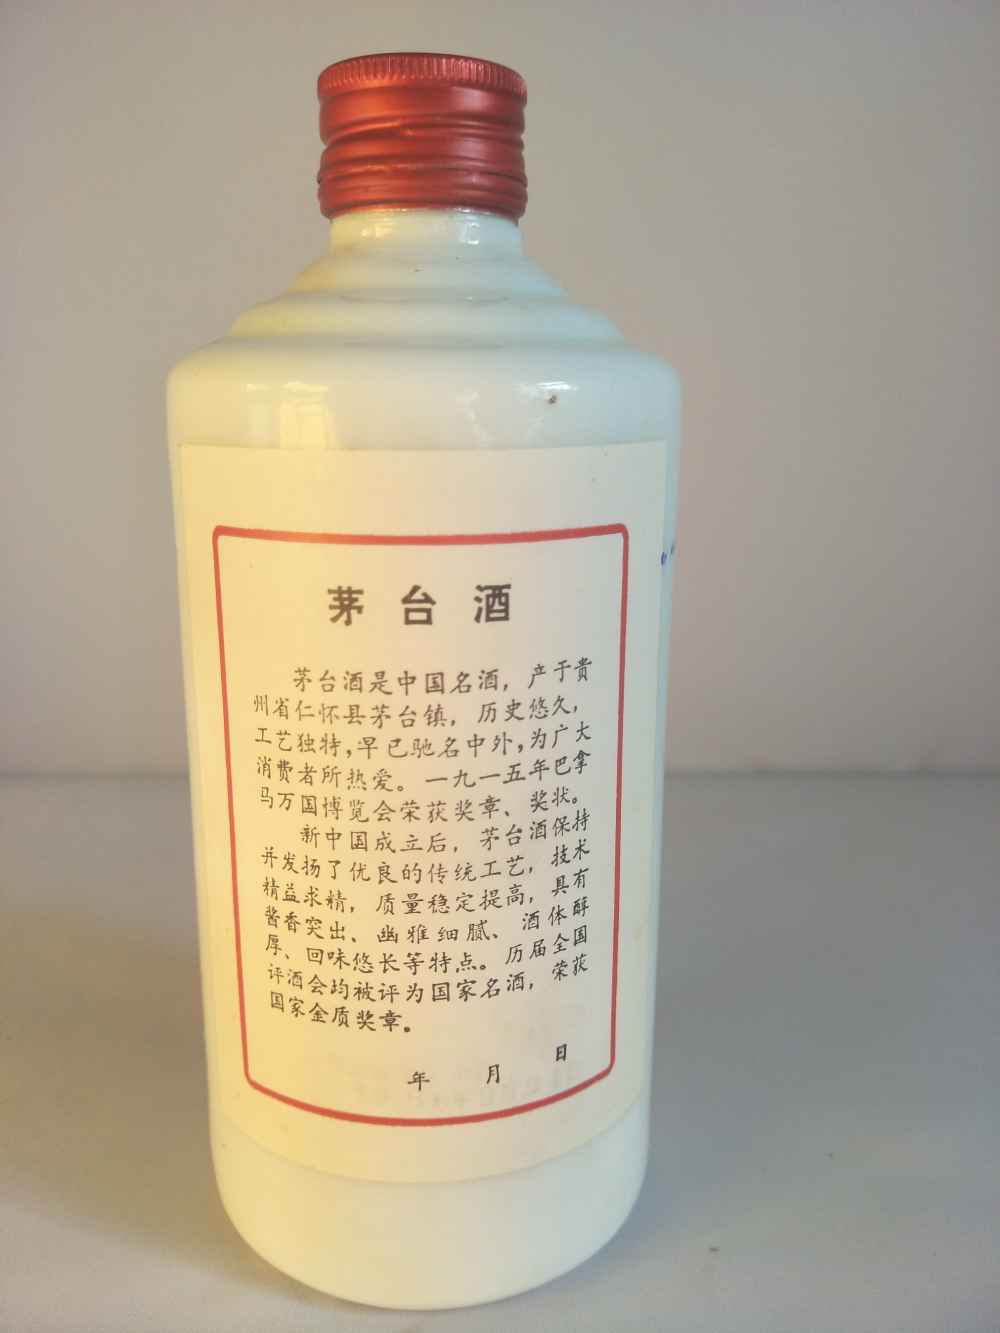 茅台酒
茅台酒是中国名酒，产于贵
州省仁怀县茅台镇，历史悠久，
工艺独特，早已驰名中外，为广大
消费者所热爱。一九一五年巴拿
马万国博览会荣获奖章、奖状。
新中国成立后，茅台酒保持
并发扬了优良的传统工艺，技术
精益求精，质量稳定提高，具有
酱香突出、幽雅细腻、酒体醇
厚、回味悠长等特点。历届全国
评酒会均被评为国家名酒，荣获
国家金质奖章。
年 月 日